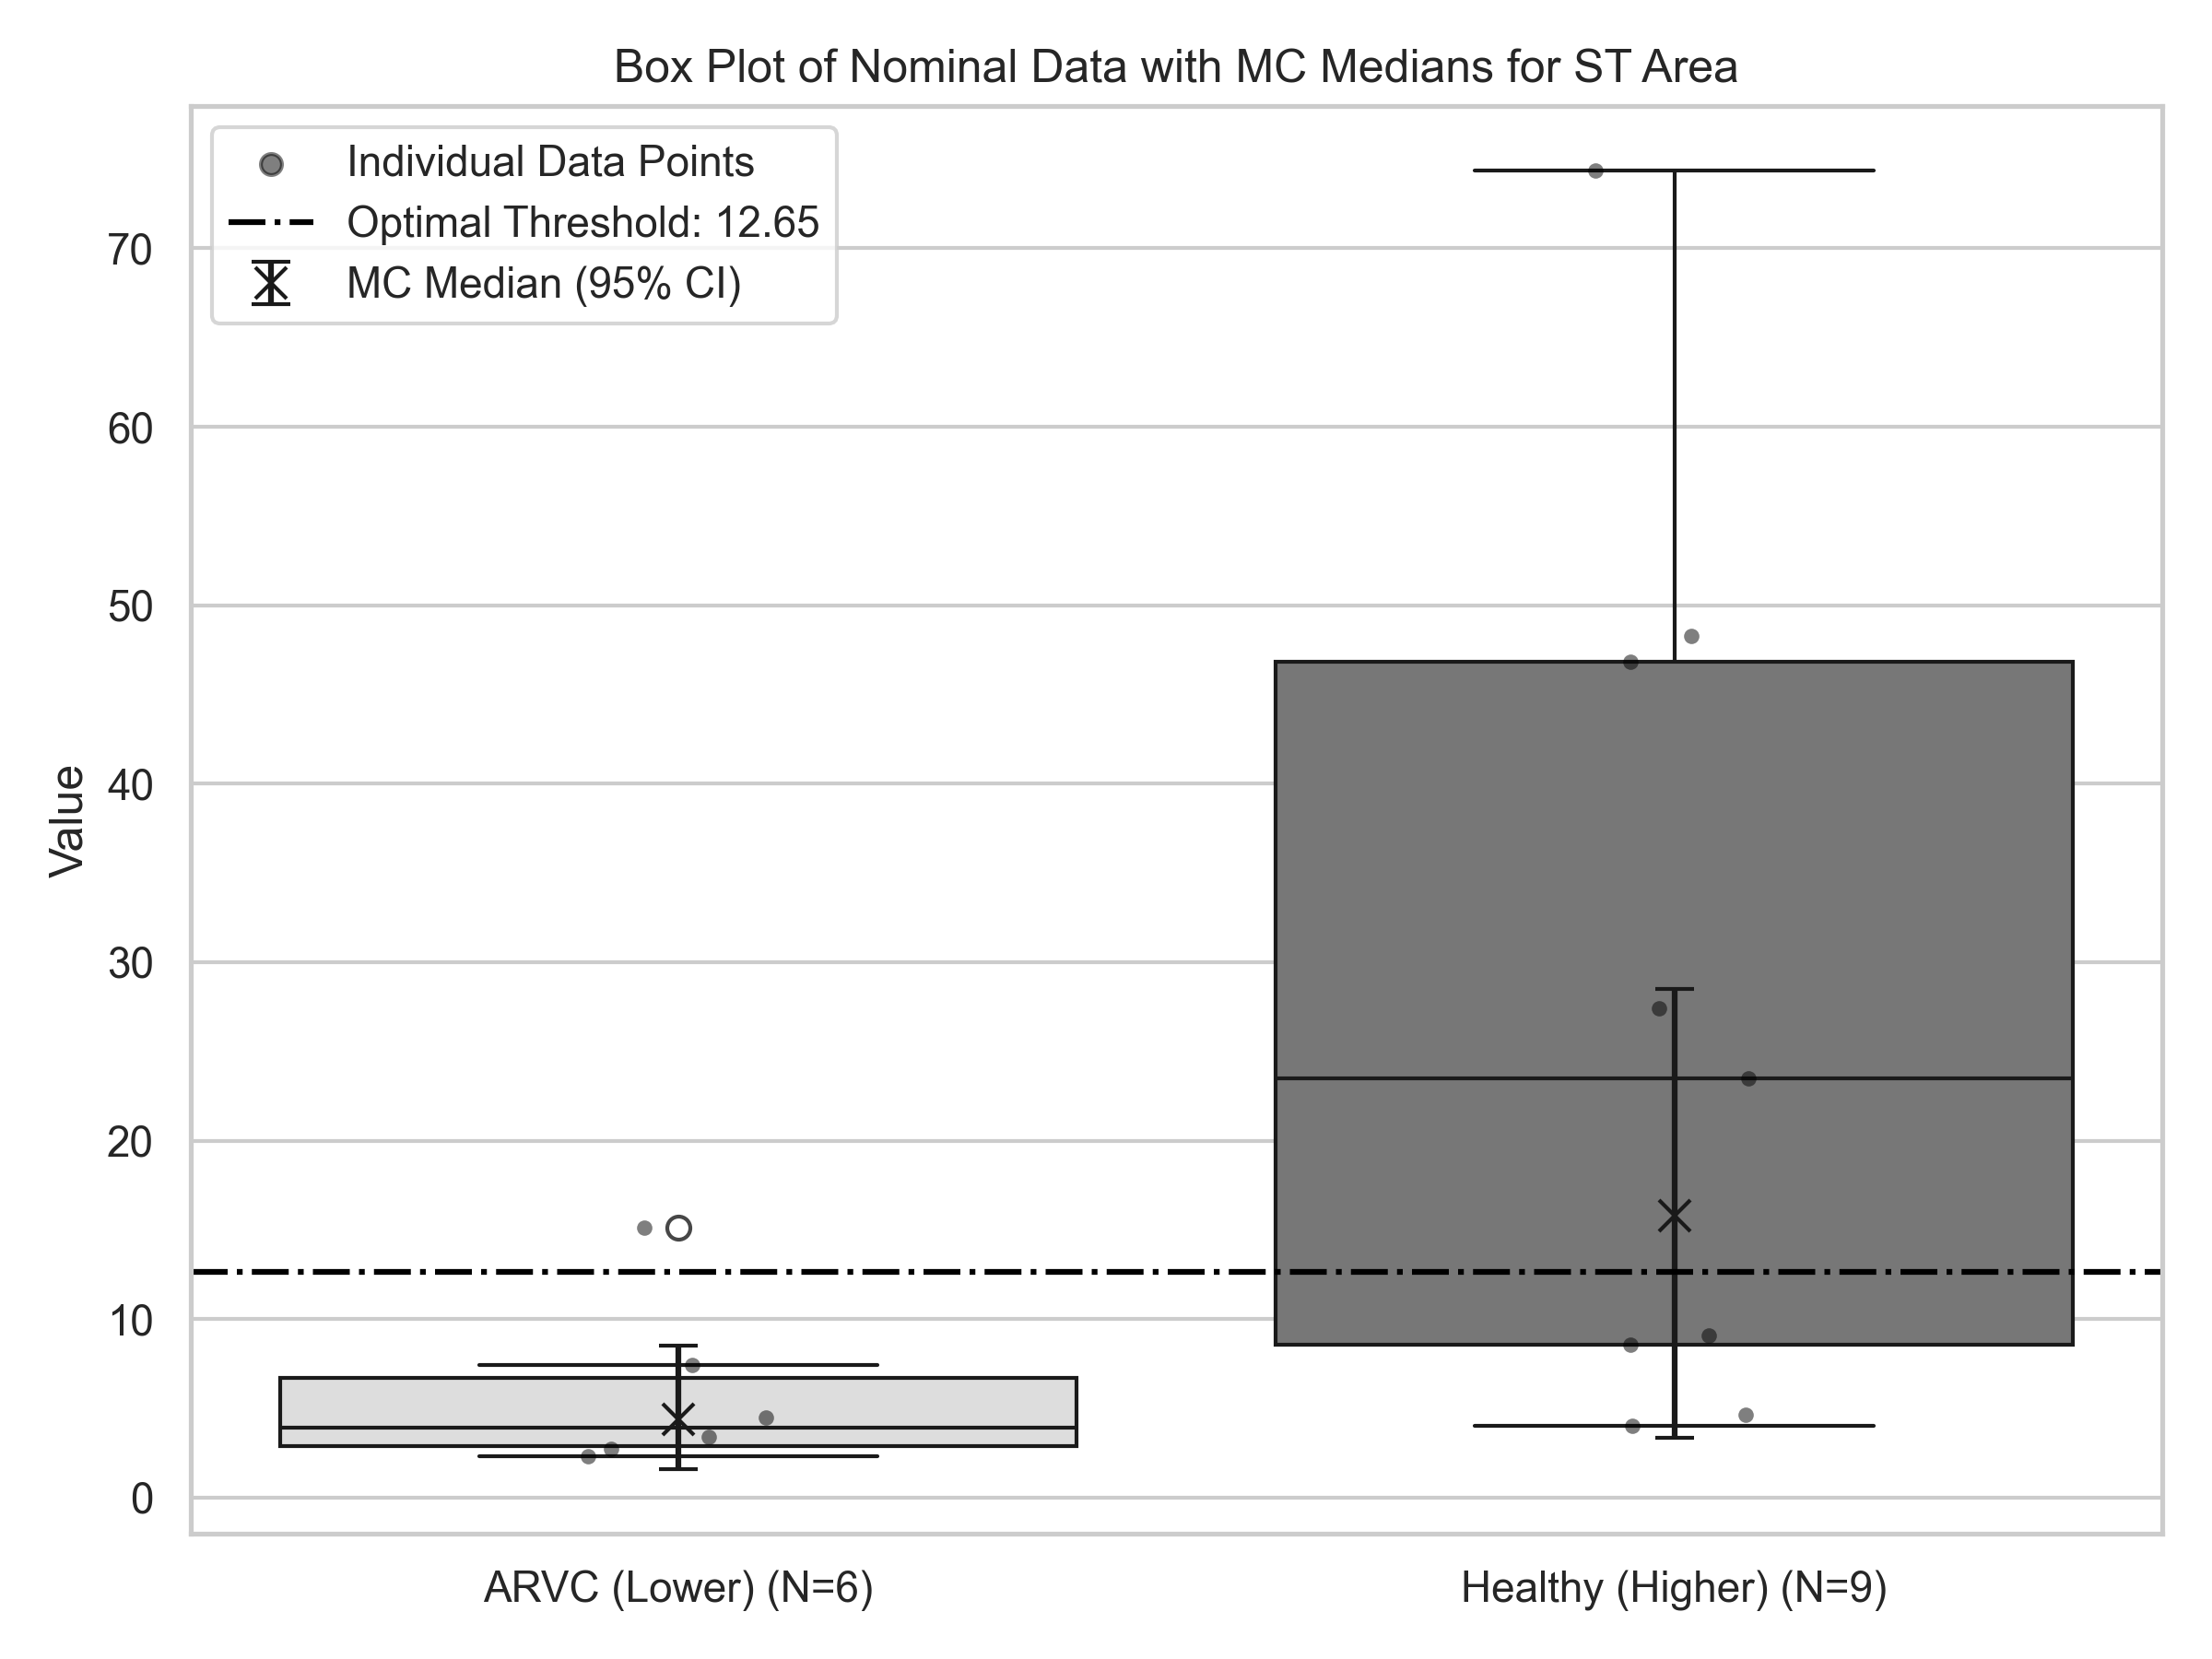 Box Plot of Nominal Data with MC Medians for ST Area
Individual Data Points
Optimal Threshold: 12.65
MC Median (95% CI)
Value
70
60
50
40
30
20
10
0
ARVC (Lower) (N=6)
Healthy (Higher) (N=9)